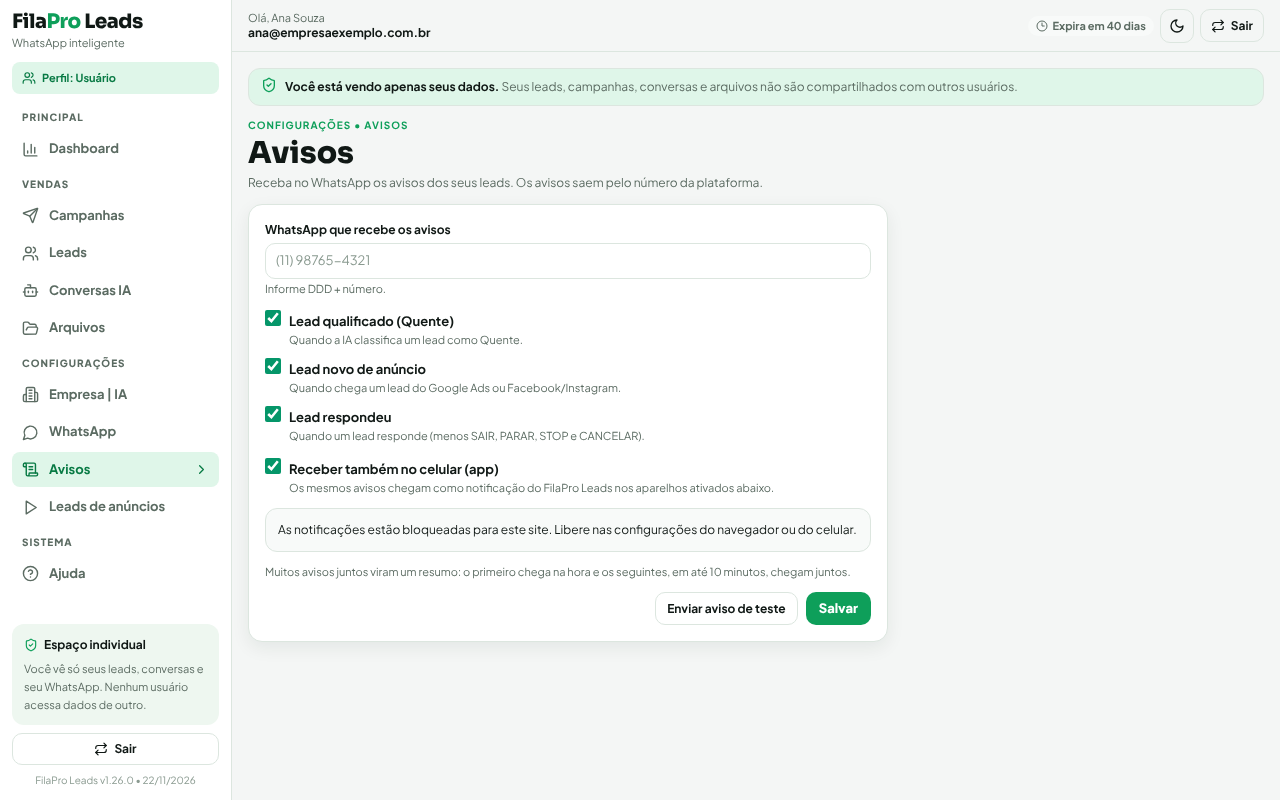 FilaPro Leads
WhatsApp inteligente
Perfil: Usuário
PRINCIPAL
Dashboard
VENDAS
Campanhas
Leads
Conversas IA
Arquivos
CONFIGURAÇÕES
Empresa | IA
WhatsApp
Avisos
Leads de anúncios
SISTEMA
Ajuda
Espaço individual
Você vê só seus leads, conversas e
seu WhatsApp. Nenhum usuário
acessa dados de outro.
Sair
FilaPro Leads v1.26.0 • 22/11/2026
Olá, Ana Souza
ana@empresaexemplo.com.br
Expira em 40 dias
Sair
Você está vendo apenas seus dados. Seus leads, campanhas, conversas e arquivos não são compartilhados com outros usuários.
CONFIGURAÇÕES • AVISOS
Avisos
Receba no WhatsApp os avisos dos seus leads. Os avisos saem pelo número da plataforma.
WhatsApp que recebe os avisos
(11) 98765-4321
Informe DDD + número.
Lead qualificado (Quente)
Quando a IA classifica um lead como Quente.
Lead novo de anúncio
Quando chega um lead do Google Ads ou Facebook/Instagram.
Lead respondeu
Quando um lead responde (menos SAIR, PARAR, STOP e CANCELAR).
Receber também no celular (app)
Os mesmos avisos chegam como notificação do FilaPro Leads nos aparelhos ativados abaixo.
As notificações estão bloqueadas para este site. Libere nas configurações do navegador ou do celular.
Muitos avisos juntos viram um resumo: o primeiro chega na hora e os seguintes, em até 10 minutos, chegam juntos.
Enviar aviso de teste
Salvar